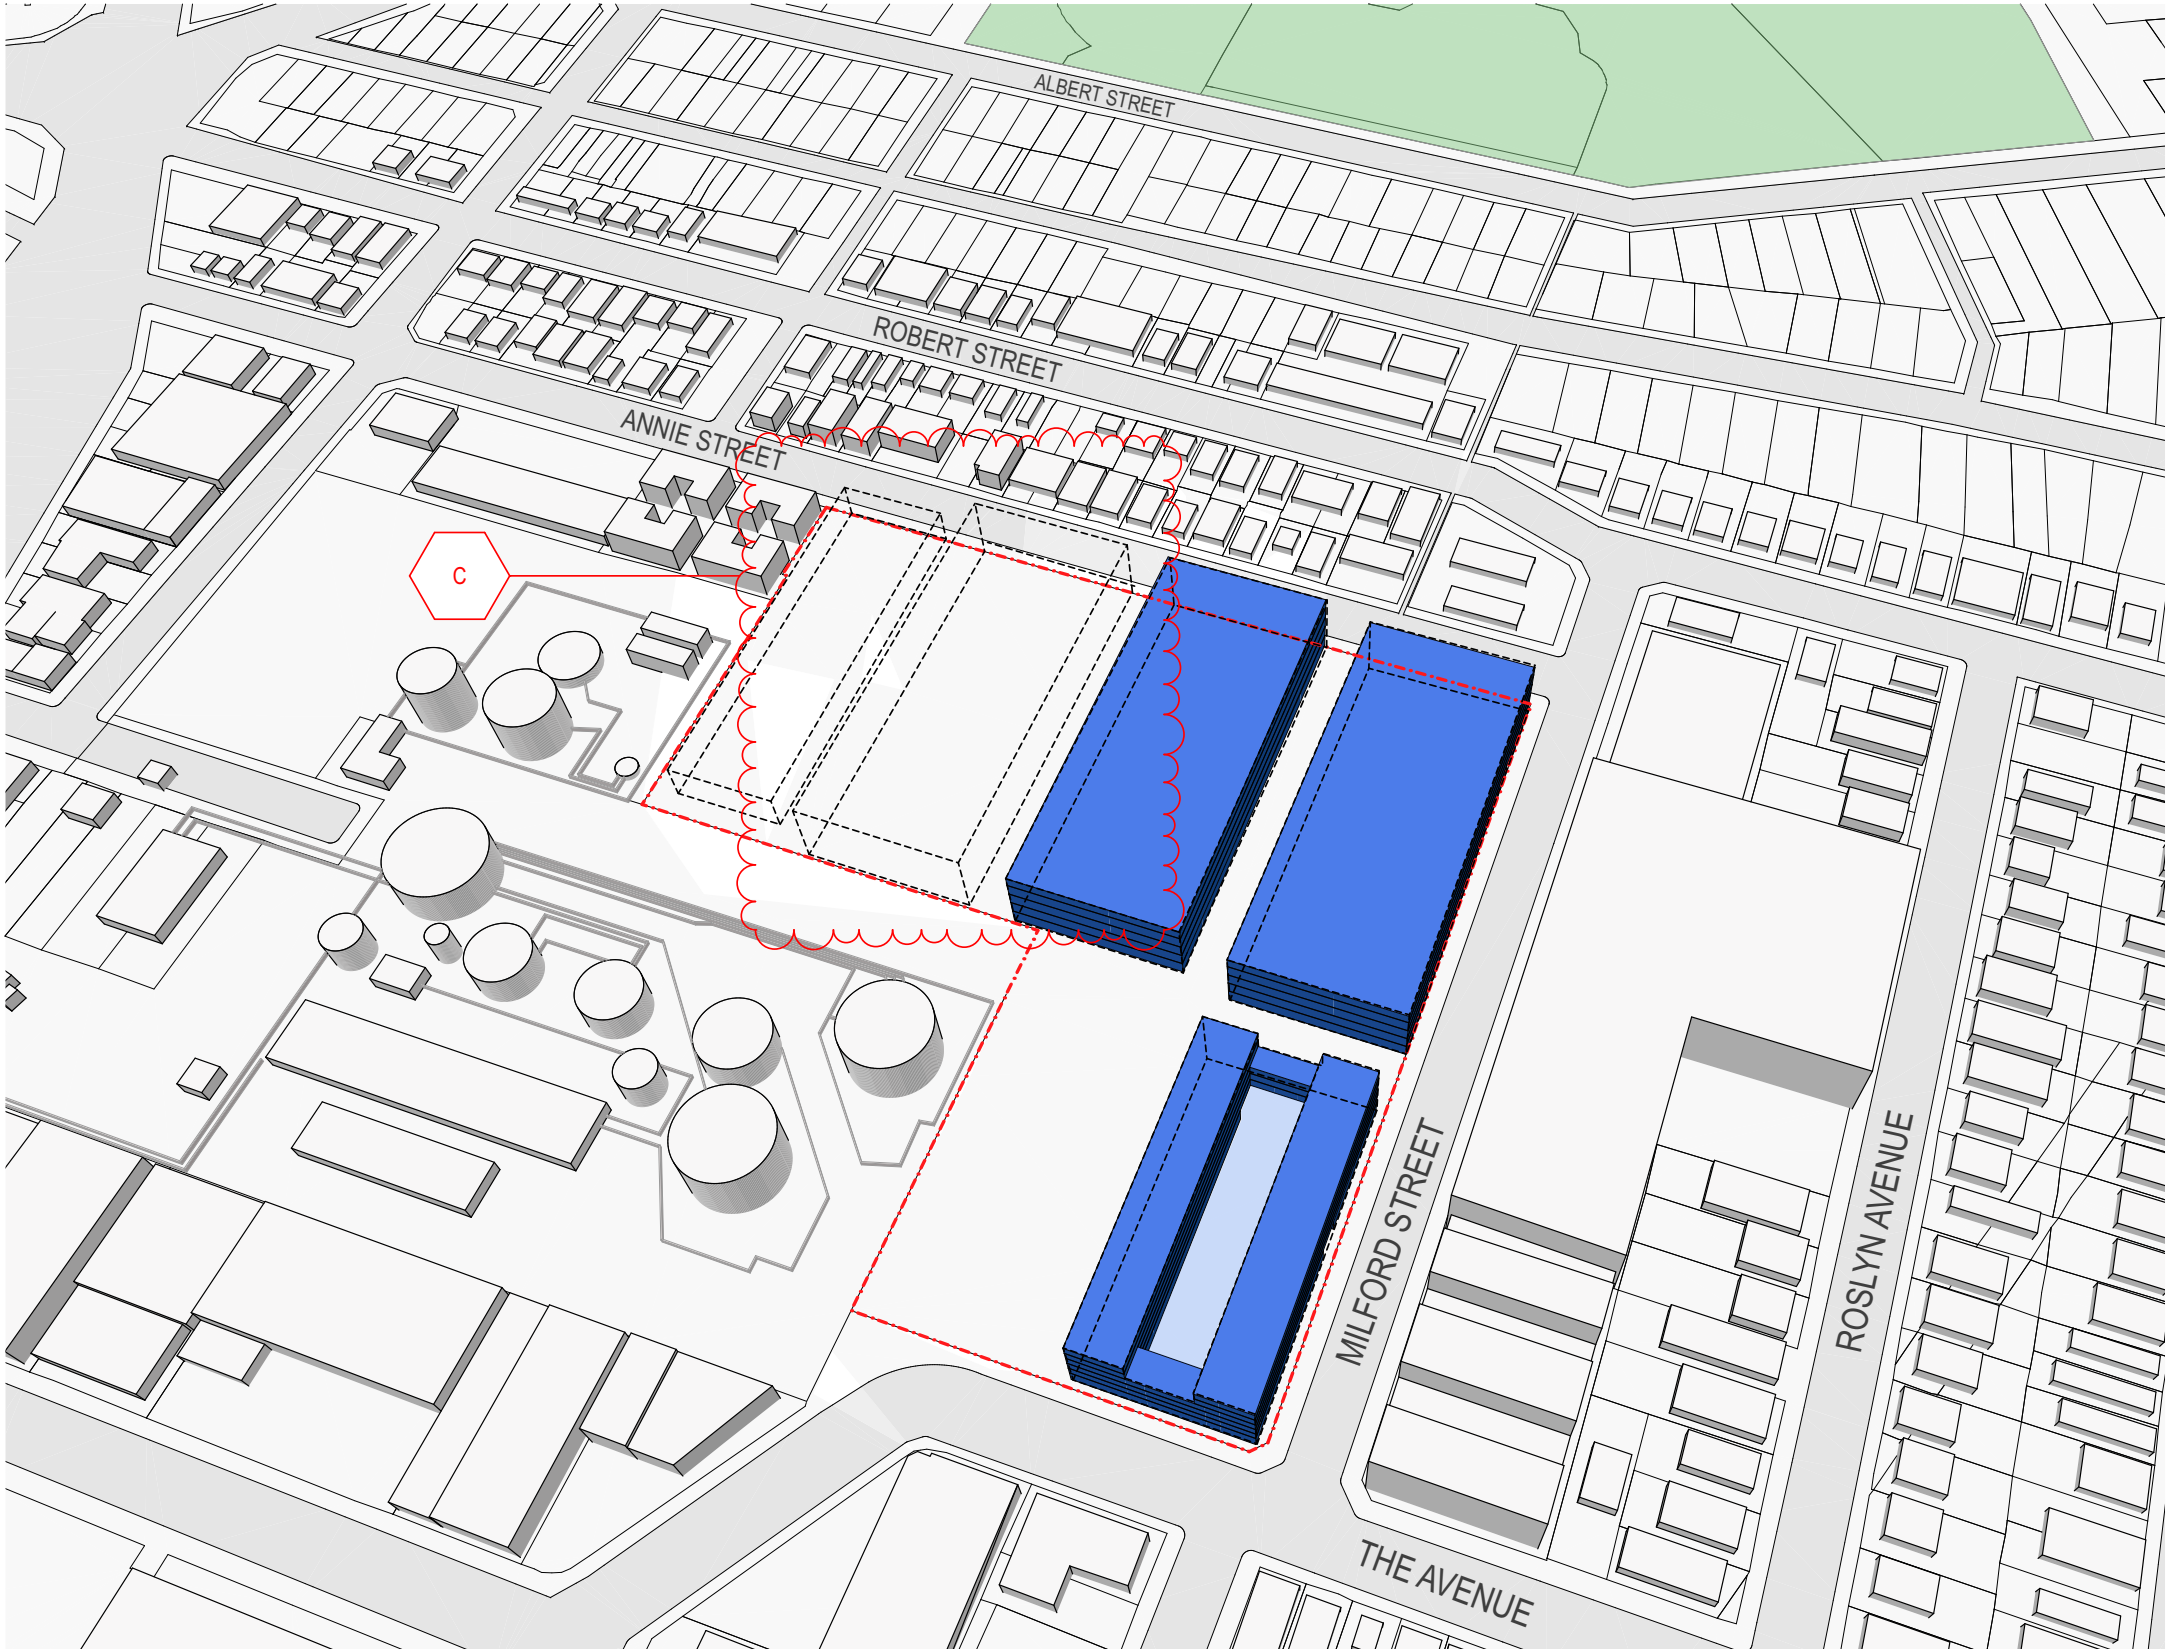 ALBERT STREET
ROBERT STREET
ANNIE STREET
C
MILFORD STREET
ROSLYN AVENUE
THE AVENUE